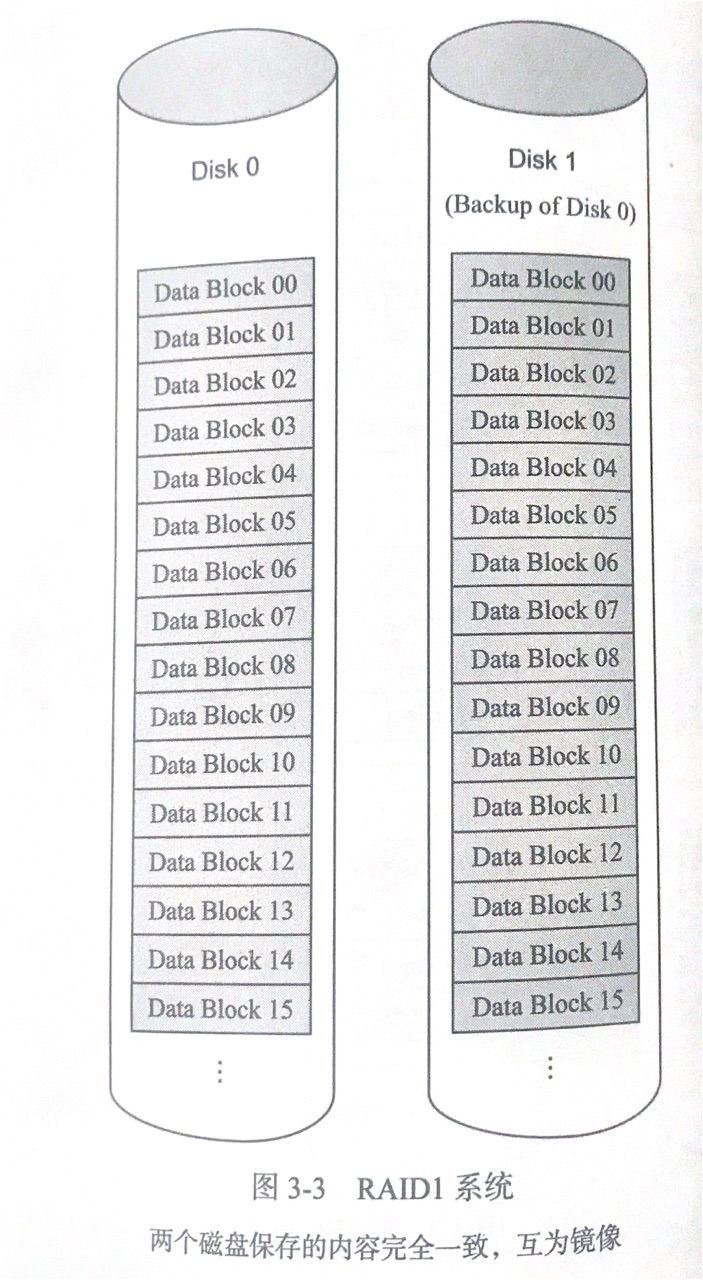 Disk 0
Data Block 00
Data Block 01
Data Block 02
Data Block 03
Data Block 04
Data Block 05
Data Block 06
Data Block 07
Data Block 08
Data Block 09
Data Block 10
Data Block 11
Data Block 12
Data Block 13
Data Block 14
Data Block 15
⋮
Disk 1
(Backup of Disk 0)
Data Block 00
Data Block 01
Data Block 02
Data Block 03
Data Block 04
Data Block 05
Data Block 06
Data Block 07
Data Block 08
Data Block 09
Data Block 10
Data Block 11
Data Block 12
Data Block 13
Data Block 14
Data Block 15
⋮
图 3-3 RAID1 系统
两个磁盘保存的内容完全一致，互为镜像